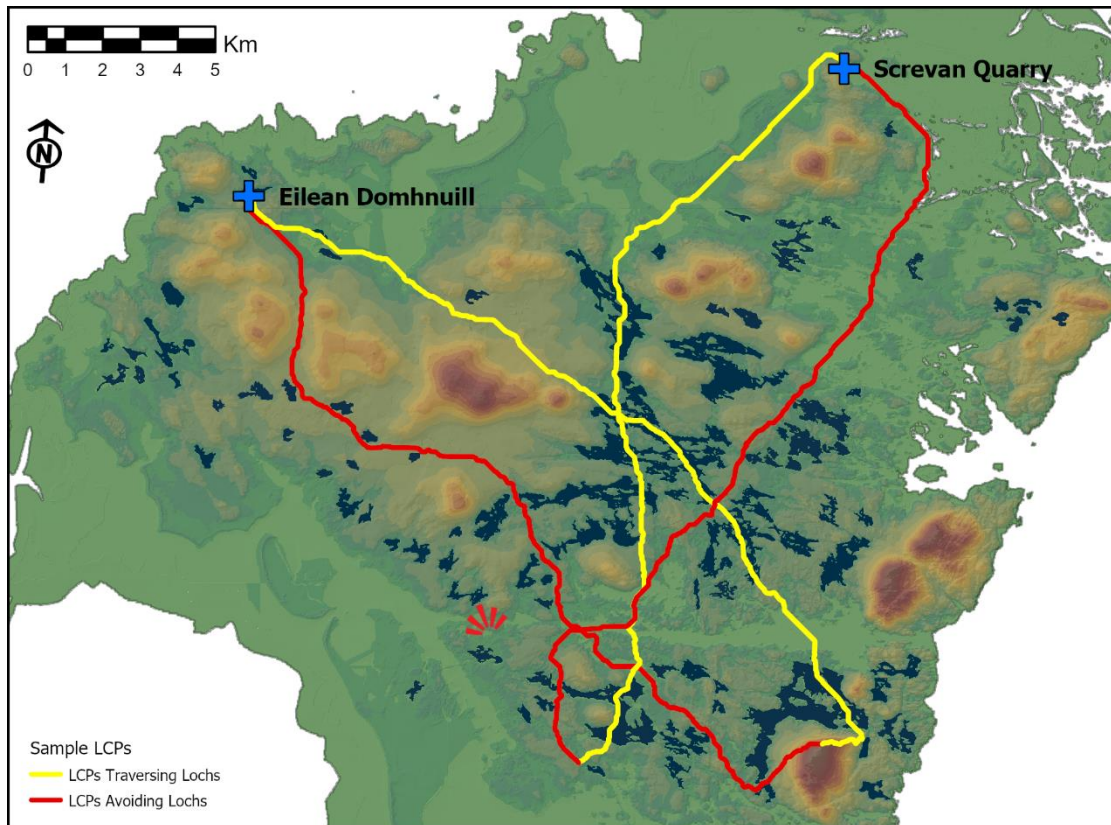 Km
0 1 2 3 4 5
N
Screvan Quarry
Eilean Domhnuill
Sample LCPs
LCPs Traversing Lochs
LCPs Avoiding Lochs